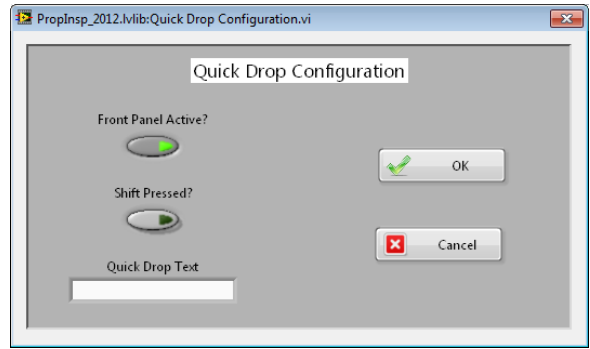 PropInsp_2012.lvlib:Quick Drop Configuration.vi
Quick Drop Configuration
Front Panel Active?
OK
Shift Pressed?
Cancel
Quick Drop Text